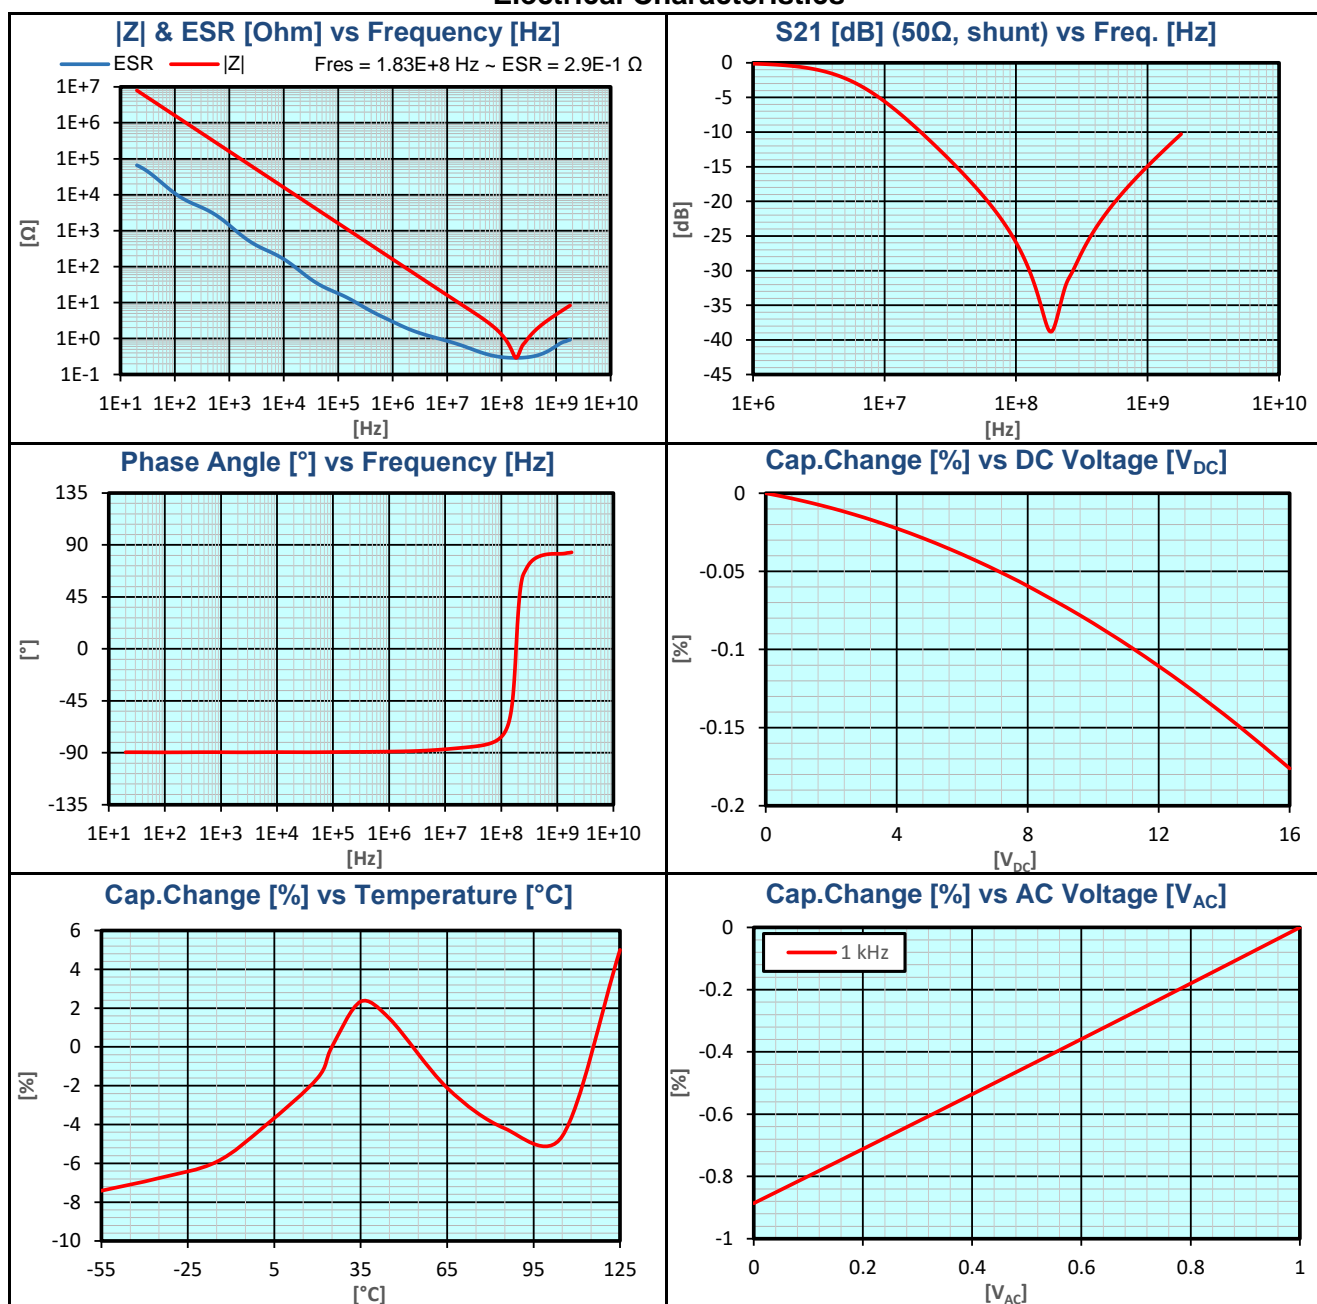 Electrical Characteristics
|Z| & ESR [Ohm] vs Frequency [Hz]
ESR |Z| Fres = 1.83E+8 Hz ~ ESR = 2.9E-1 Ω
1E+7
1E+6
1E+5
1E+4
1E+3
1E+2
1E+1
1E+0
1E-1
[Ω]
1E+1 1E+2 1E+3 1E+4 1E+5 1E+6 1E+7 1E+8 1E+9 1E+10
[Hz]
S21 [dB] (50Ω, shunt) vs Freq. [Hz]
0
-5
-10
-15
-20
-25
-30
-35
-40
-45
[dB]
1E+6 1E+7 1E+8 1E+9 1E+10
[Hz]
Phase Angle [°] vs Frequency [Hz]
135
90
45
0
-45
-90
-135
[°]
1E+1 1E+2 1E+3 1E+4 1E+5 1E+6 1E+7 1E+8 1E+9 1E+10
[Hz]
Cap.Change [%] vs DC Voltage [VDC]
0
-0.05
-0.1
-0.15
-0.2
[%]
0 4 8 12 16
[VDC]
Cap.Change [%] vs Temperature [°C]
6
4
2
0
-2
-4
-6
-8
-10
[%]
-55 -25 5 35 65 95 125
[°C]
Cap.Change [%] vs AC Voltage [VAC]
1 kHz
0
-0.2
-0.4
-0.6
-0.8
-1
[%]
0 0.2 0.4 0.6 0.8 1
[VAC]